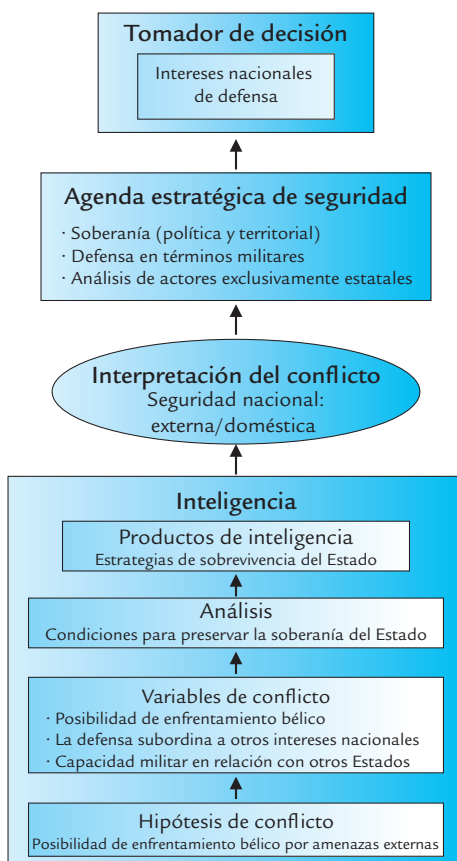 Tomador de decisión
Intereses nacionales
de defensa
Agenda estratégica de seguridad
· Soberanía (política y territorial)
· Defensa en términos militares
· Análisis de actores exclusivamente estatales
Interpretación del conflicto
Seguridad nacional:
externa/doméstica
Inteligencia
Productos de inteligencia
Estrategias de sobrevivencia del Estado
Análisis
Condiciones para preservar la soberanía del Estado
Variables de conflicto
· Posibilidad de enfrentamiento bélico
· La defensa subordina a otros intereses nacionales
· Capacidad militar en relación con otros Estados
Hipótesis de conflicto
Posibilidad de enfrentamiento bélico por amenazas externas